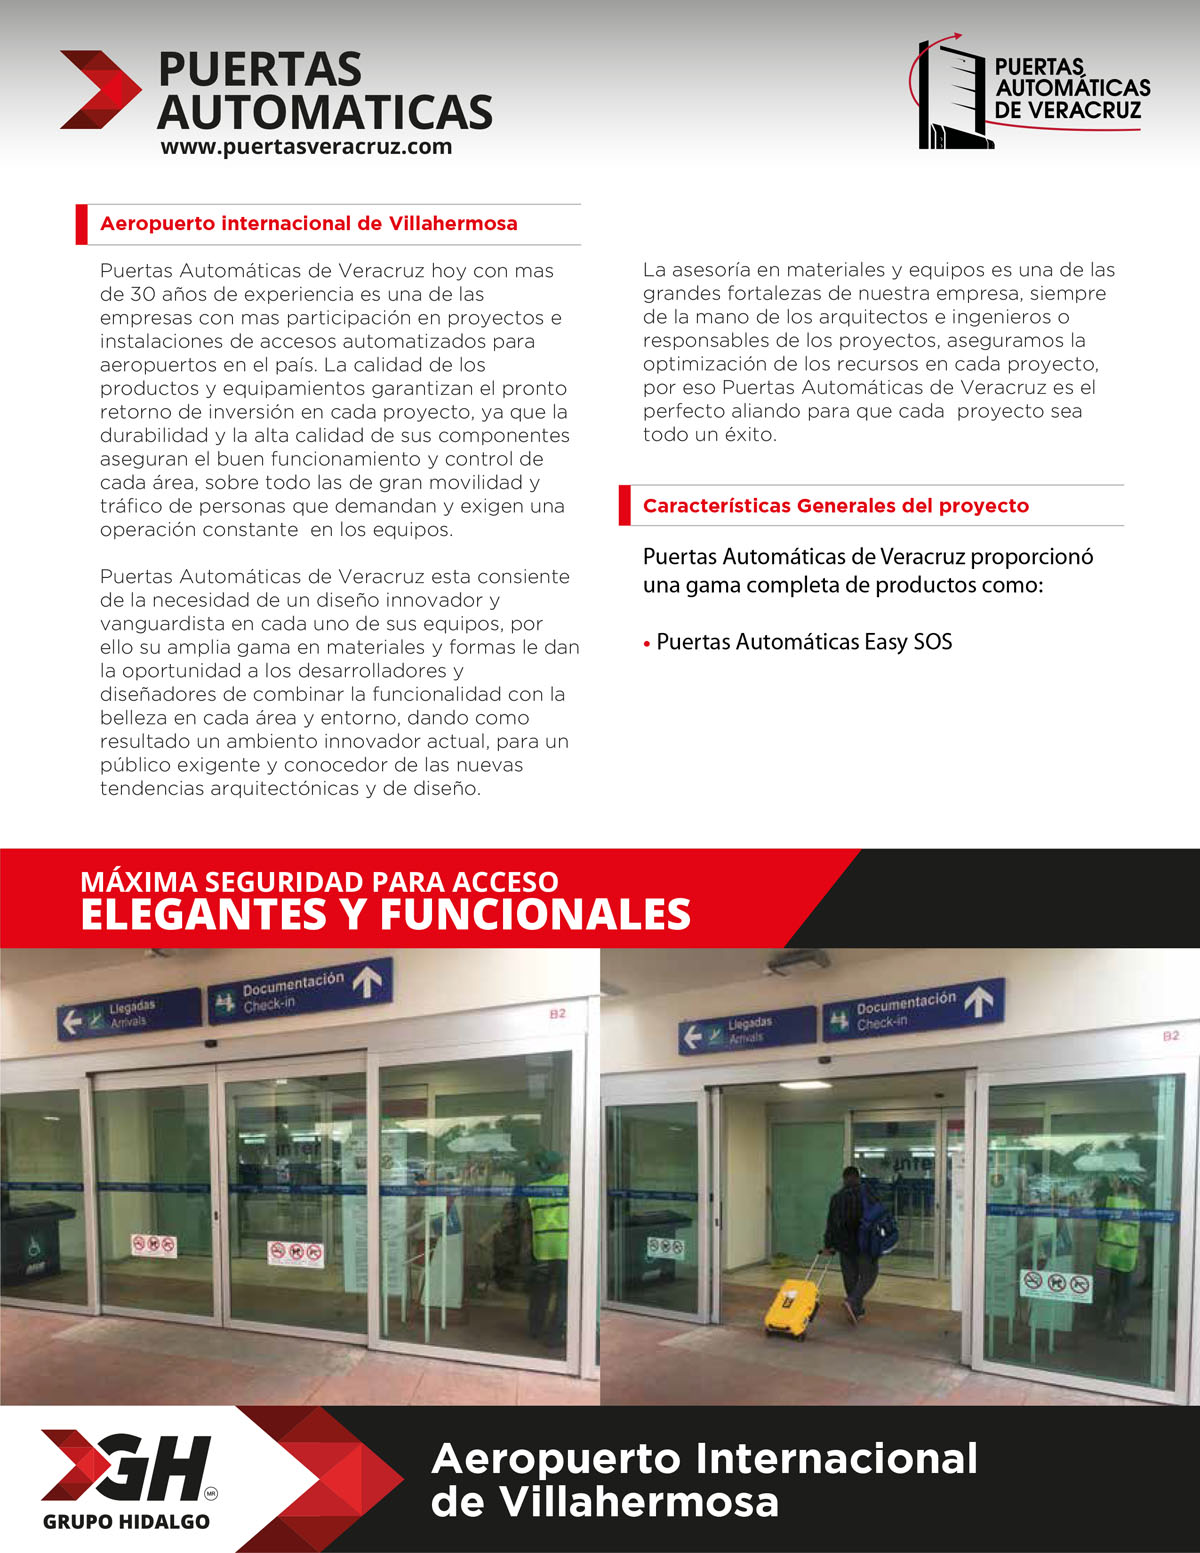 PUERTAS
AUTOMATICAS
www.puertasveracruz.com
PUERTAS
AUTOMÁTICAS
DE VERACRUZ
Aeropuerto internacional de Villahermosa
Puertas Automáticas de Veracruz hoy con mas
de 30 años de experiencia es una de las
empresas con mas participación en proyectos e
instalaciones de accesos automatizados para
aeropuertos en el país. La calidad de los
productos y equipamientos garantizan el pronto
retorno de inversión en cada proyecto, ya que la
durabilidad y la alta calidad de sus componentes
aseguran el buen funcionamiento y control de
cada área, sobre todo las de gran movilidad y
tráfico de personas que demandan y exigen una
operación constante  en los equipos.
Puertas Automáticas de Veracruz esta consiente
de la necesidad de un diseño innovador y
vanguardista en cada uno de sus equipos, por
ello su amplia gama en materiales y formas le dan
la oportunidad a los desarrolladores y
diseñadores de combinar la funcionalidad con la
belleza en cada área y entorno, dando como
resultado un ambiento innovador actual, para un
público exigente y conocedor de las nuevas
tendencias arquitectónicas y de diseño.
La asesoría en materiales y equipos es una de las
grandes fortalezas de nuestra empresa, siempre
de la mano de los arquitectos e ingenieros o
responsables de los proyectos, aseguramos la
optimización de los recursos en cada proyecto,
por eso Puertas Automáticas de Veracruz es el
perfecto aliando para que cada  proyecto sea
todo un éxito.
Características Generales del proyecto
Puertas Automáticas de Veracruz proporcionó
una gama completa de productos como:
• Puertas Automáticas Easy SOS
MÁXIMA SEGURIDAD PARA ACCESO
ELEGANTES Y FUNCIONALES
Llegadas
Arrivals
Documentación
Check-in
B2
Llegadas
Arrivals
Documentación
Check-in
B2
GH
MR
GRUPO HIDALGO
Aeropuerto Internacional
de Villahermosa